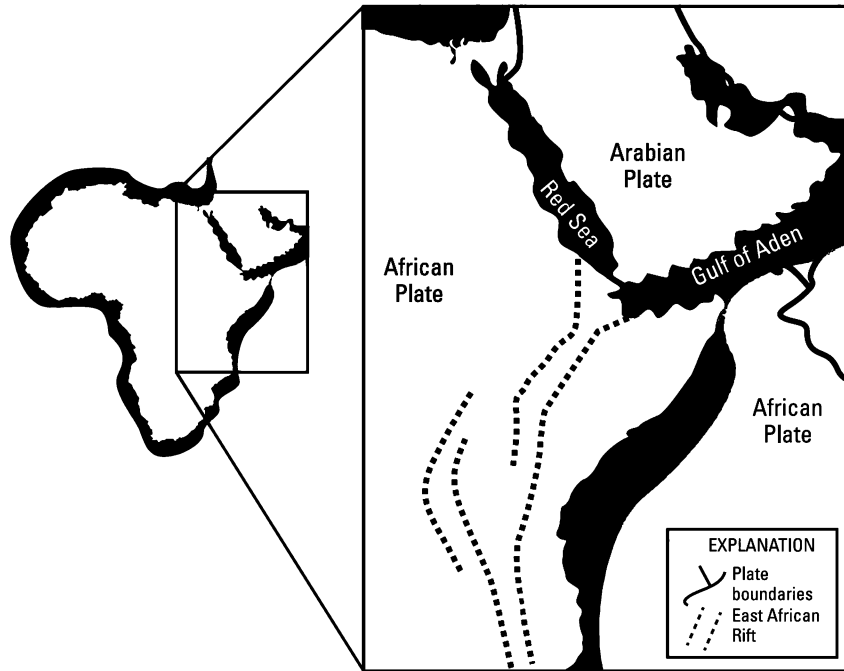 Arabian
Plate
Red Sea
Gulf of Aden
African
Plate
African
Plate
EXPLANATION
Plate
boundaries
East African
Rift